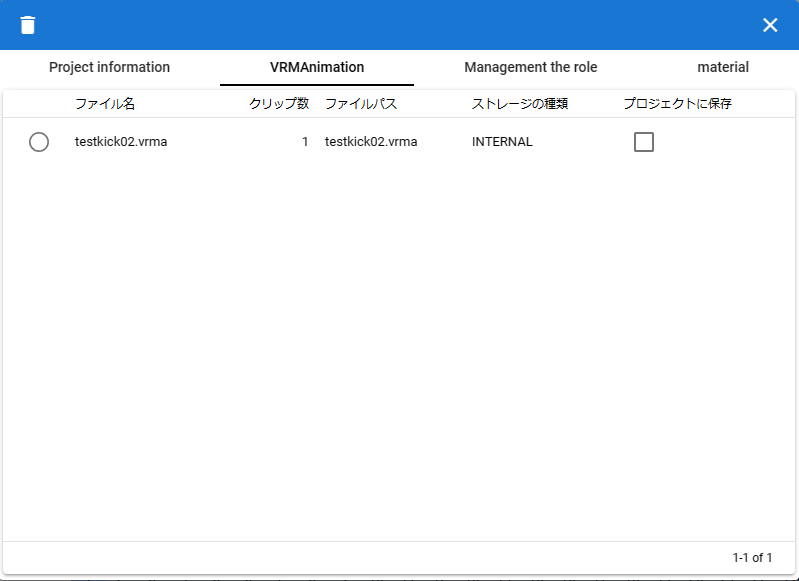 Project information VRMAnimation Management the role material
ファイル名 クリップ数 ファイルパス ストレージの種類 プロジェクトに保存
testkick02.vrma 1 testkick02.vrma INTERNAL
1-1 of 1